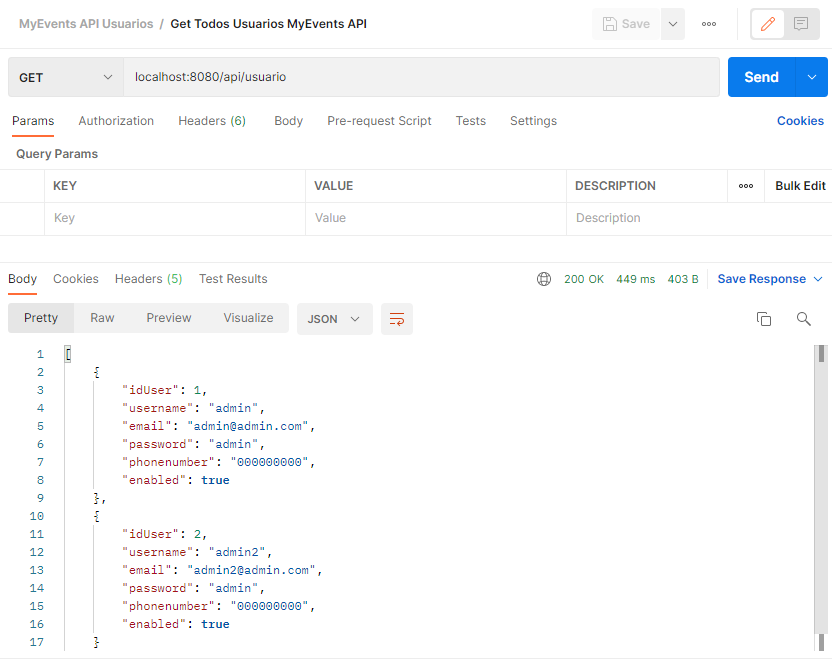 MyEvents API Usuarios / Get Todos Usuarios MyEvents API
Save
GET
localhost:8080/api/usuario
Send
Params Authorization Headers (6) Body Pre-request Script Tests Settings Cookies
Query Params
KEY VALUE DESCRIPTION Bulk Edit
Key Value Description
Body Cookies Headers (5) Test Results 200 OK 449 ms 403 B Save Response
Pretty Raw Preview Visualize JSON
1 [
2 {
3 "idUser": 1,
4 "username": "admin",
5 "email": "admin@admin.com",
6 "password": "admin",
7 "phonenumber": "000000000",
8 "enabled": true
9 },
10 {
11 "idUser": 2,
12 "username": "admin2",
13 "email": "admin2@admin.com",
14 "password": "admin",
15 "phonenumber": "000000000",
16 "enabled": true
17 }